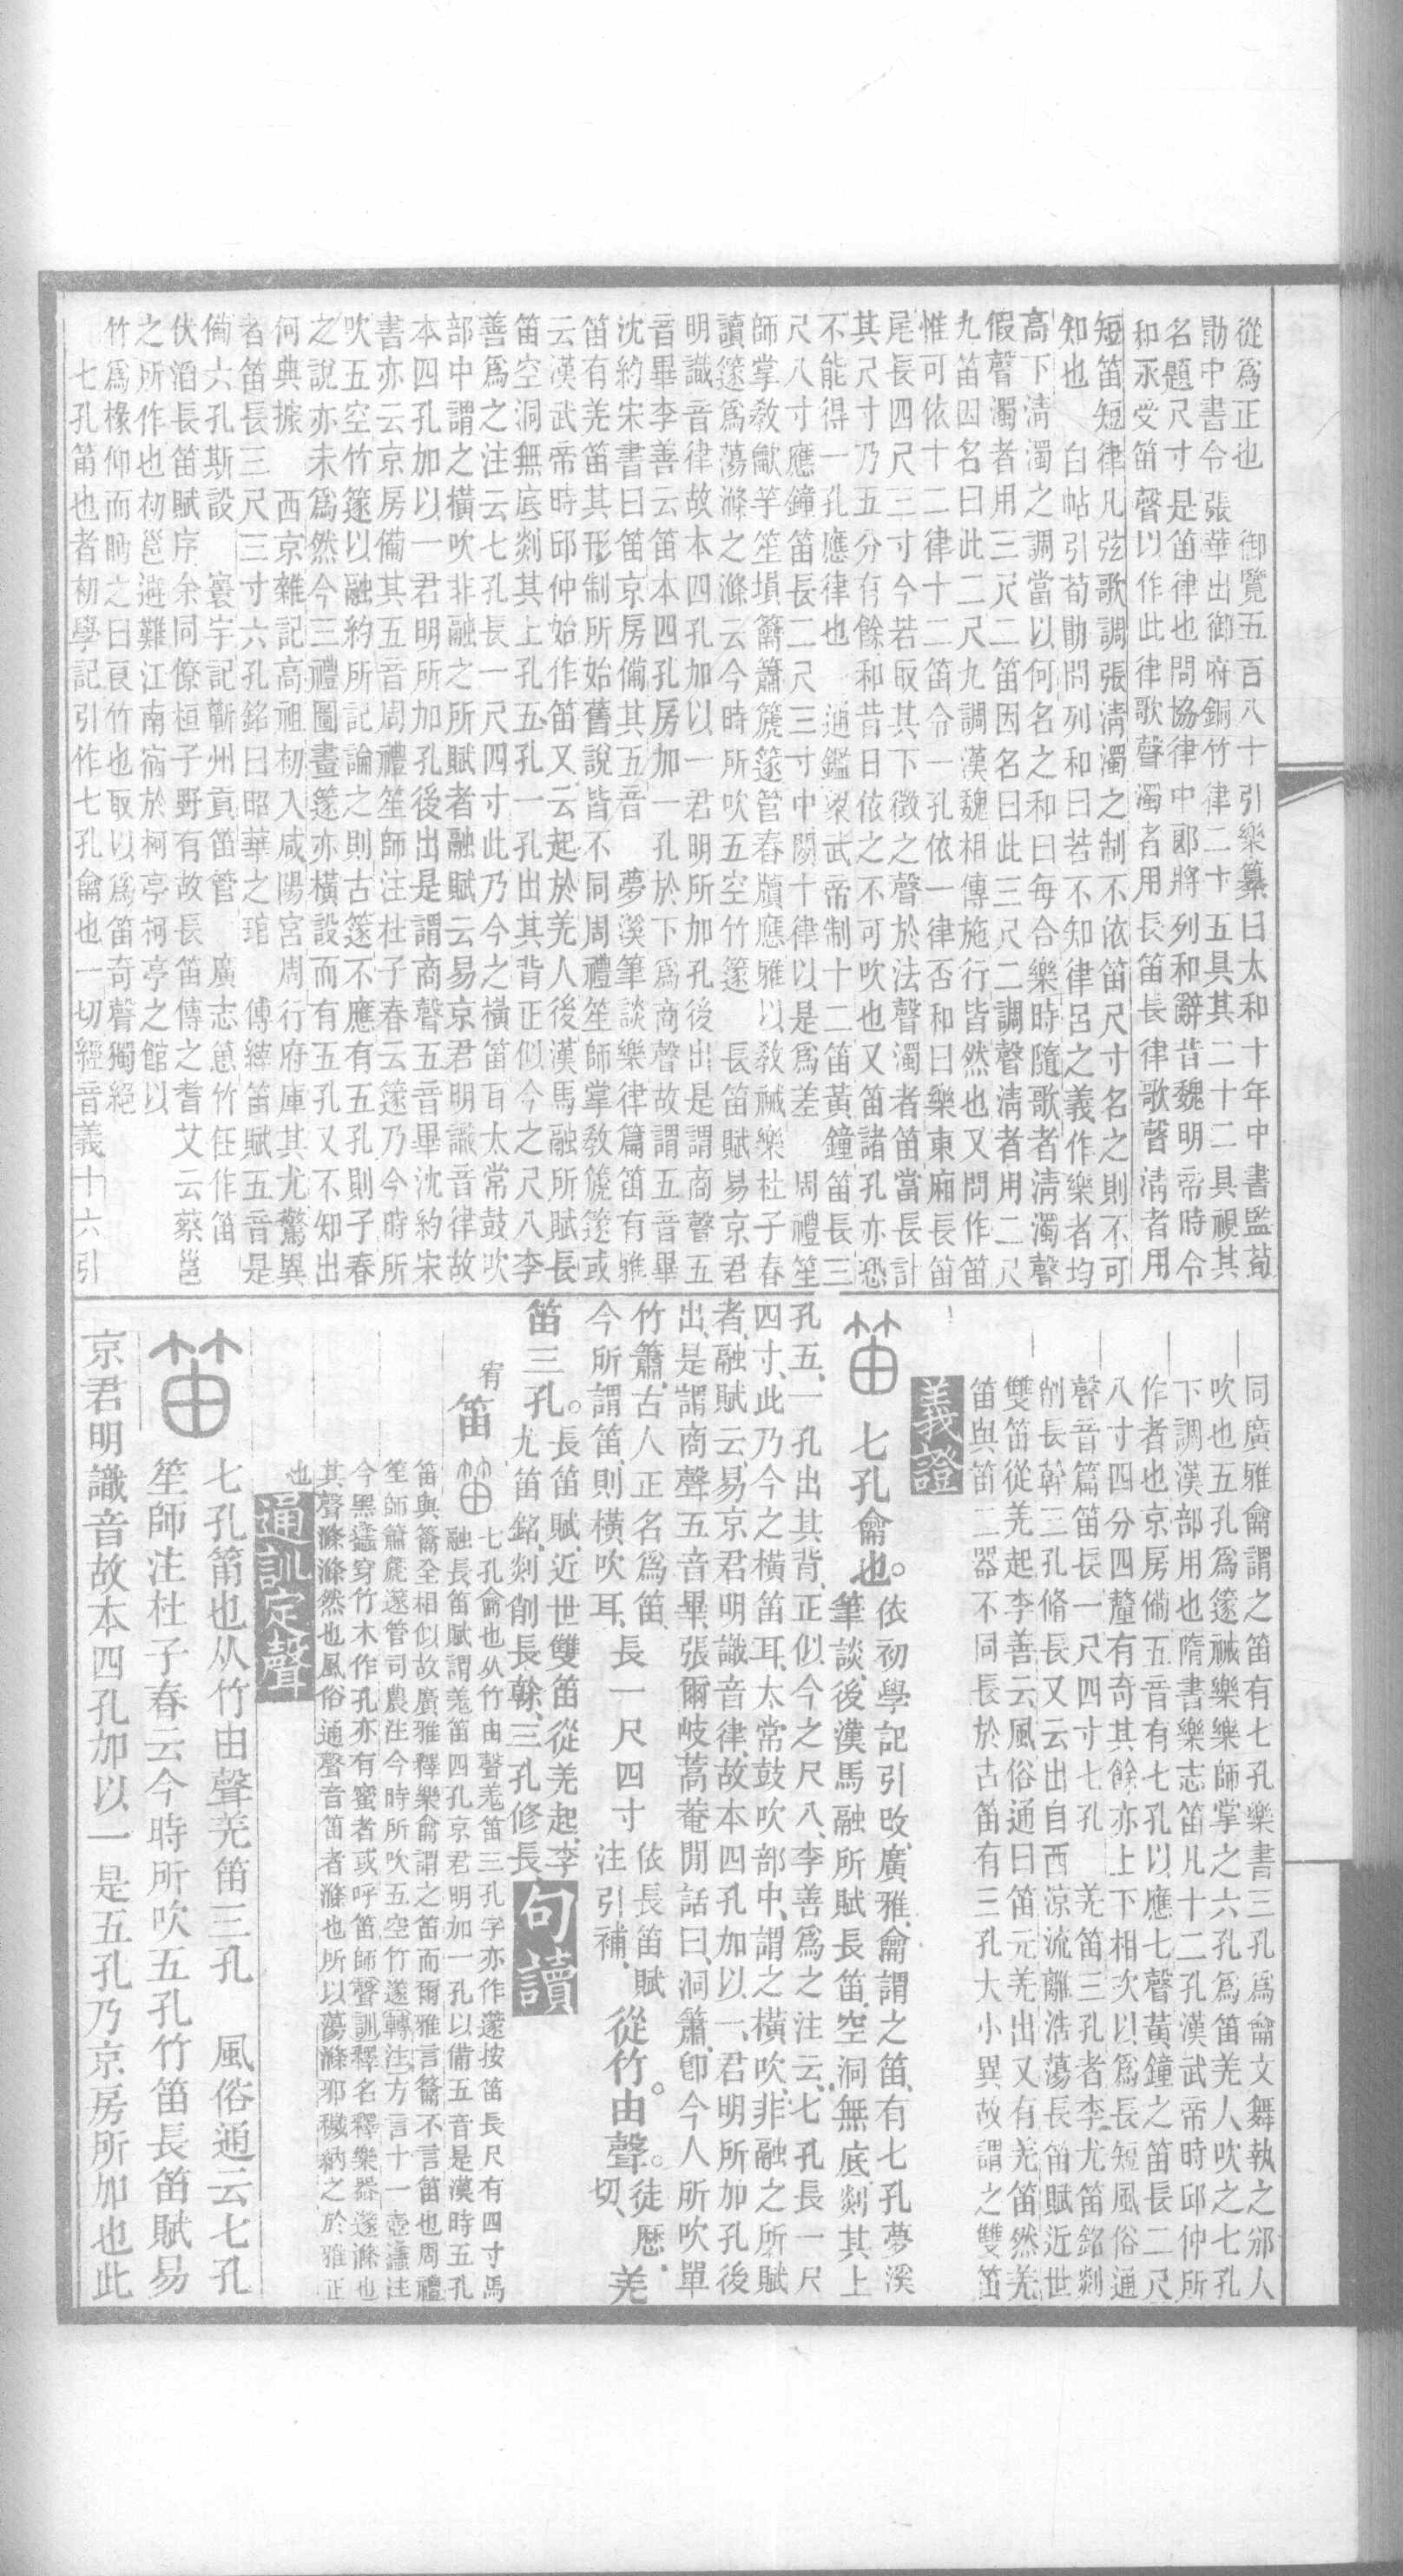 從爲正也　御覽五百八十引樂纂曰太和十年中書監荀
勖中書令張華出御府銅竹律二十五具其二十二具視其
名題尺寸是笛律也問協律中郎將列和辭昔魏明帝時令
和永受笛聲以作此律歌聲濁者用長笛長律歌聲淸者用
短笛短律凡弦歌調張淸濁之制不依笛尺寸名之則不可
知也　白帖引荀勖問列和曰若不知律呂之義作樂者均
高下淸濁之調當以何名之和曰每合樂時隨歌者淸濁聲
假聲濁者用三尺二笛因名曰此三尺二調聲淸者用二尺
九笛四名曰此二尺九調漢魏相傳施行皆然也又問作笛
惟可依十二律十二笛令一孔依一律否和曰樂東廂長笛
尾長四尺三寸今若取其下徵之聲於法聲濁者笛當長計
其尺寸乃五分有餘和昔日依之不可吹也又笛諸孔亦恐
不能得一孔應律也　通鑑梁武帝制十二笛黃鐘笛長三
尺八寸應鐘笛長二尺三寸中閒十律以是爲差　周禮笙
師掌敎龡竽笙塤籥簫篪篴管舂牘應雅以敎祴樂杜子春
讀篴爲蕩滌之滌云今時所吹五空竹篴　長笛賦易京君
明識音律故本四孔加以一君明所加孔後出是謂商聲五
音畢李善云笛本四孔房加一孔於下爲商聲故謂五音畢
沈約宋書曰笛京房備其五音　夢溪筆談樂律篇笛有雅
笛有羌笛其形制所始舊說皆不同周禮笙師掌敎篪篴或
云漢武帝時邱仲始作笛又云起於羌人後漢馬融所賦長
笛空洞無底剡其上孔五孔一孔出其背正似今之尺八李
善爲之注云七孔長一尺四寸此乃今之橫笛百太常鼓吹
部中謂之橫吹非融之所賦者融賦云易京君明識音律故
本四孔加以一君明所加孔後出是謂商聲五音畢沈約宋
書亦云京房備其五音周禮笙師注杜子春云篴乃今時所
吹五空竹篴以融約所記論之則古篴不應有五孔則子春
之說亦未爲然今三禮圖畫篴亦橫設而有五孔又不知出
何典據　西京雜記高祖初入咸陽宮周行府庫其尤驚異
者笛長三尺三寸六孔銘曰昭華之琯　傅縡笛賦五音是
備六孔斯設　寰宇記蘄州貢笛管　廣志䈽竹任作笛
伏滔長笛賦序余同僚桓子野有故長笛傳之耆艾云蔡邕
之所作也初邕避難江南宿於柯亭柯亭之館以
竹爲椽仰而眄之曰良竹也取以爲笛奇聲獨絕
七孔笛也者初學記引作七孔龠也一切經音義十六引
同廣雅龠謂之笛有七孔樂書三孔爲龠文舞執之邠人
吹也五孔爲篴祴樂樂師掌之六孔爲笛羌人吹之七孔
下調漢部用也隋書樂志笛凡十二孔漢武帝時邱仲所
作者也京房備五音有七孔以應七聲黃鐘之笛長二尺
八寸四分四釐有奇其餘亦上下相次以爲長短風俗通
聲音篇笛長一尺四寸七孔　羌笛三孔者李尤笛銘剡
削長幹三孔脩長又云出自西涼流離浩蕩長笛賦近世
雙笛從羌起李善云風俗通曰笛元羌出又有羌笛然羌
笛與笛二器不同長於古笛有三孔大小異故謂之雙笛
義證
笛　七孔龠也。依初學記引改、廣雅、龠謂之笛、有七孔夢溪
筆談、後漢馬融所賦長笛、空洞無底、剡其上
孔五、一孔出其背、正似今之尺八、李善爲之注云、七孔長一尺
四寸、此乃今之橫笛耳、太常鼓吹部中、謂之橫吹、非融之所賦
者、融賦云、易京君明識音律、故本四孔加以一、君明所加孔後
出、是謂商聲五音畢、張爾岐蒿菴閒話曰、洞簫、卽今人所吹單
竹簫、古人正名爲笛、長一尺四寸
今所謂笛、則橫吹耳、
依長笛賦
注引補、
從竹。由聲。徒歷
切、
羌
笛三孔。長笛賦、近世雙笛從羌起、李
尤笛銘、剡削長幹、三孔修長、
句讀
宥
笛　七孔龠也从竹由聲羌笛三孔字亦作篴按笛長尺有四寸馬
融長笛賦謂羌笛四孔京君明加一孔以備五音是漢時五孔
笛與籥全相似故廣雅釋樂龠謂之笛而爾雅言籥不言笛也周禮
笙師簫篪篴管司農注今時所吹五空竹篴轉注方言十一壺蠭注
今黑蠭穿竹木作孔亦有蜜者或呼笛師聲訓釋名釋樂器篴滌也
其聲滌滌然也風俗通聲音笛者滌也所以蕩滌邪穢納之於雅正
也
通訓定聲
笛　七孔笛也从竹由聲羌笛三孔　風俗通云七孔
笙師注杜子春云今時所吹五孔竹笛長笛賦易
京君明識音故本四孔加以一是五孔乃京房所加也此